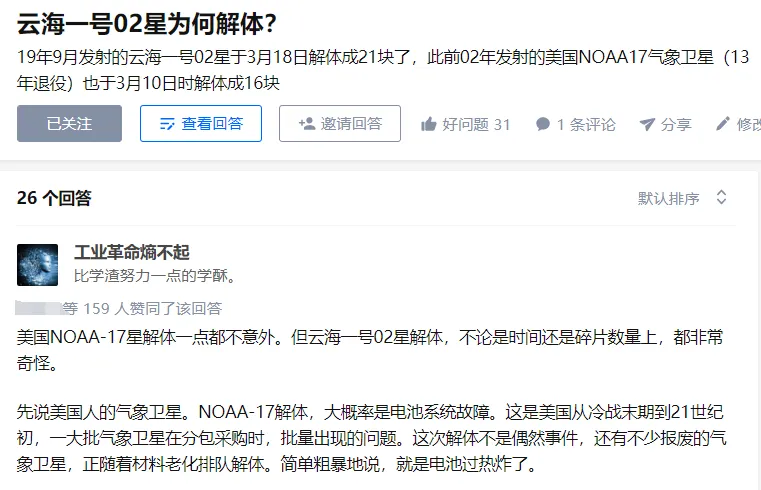 云海一号02星为何解体？
19年9月发射的云海一号02星于3月18日解体成21块了，此前02年发射的美国NOAA17气象卫星（13
年退役）也于3月10日时解体成16块
已关注 查看回答 邀请回答 好问题 31 1 条评论 分享 修改
26 个回答 默认排序
工业革命熵不起
比学渣努力一点的学酥。
等 159 人赞同了该回答
美国NOAA-17星解体一点都不意外。但云海一号02星解体，不论是时间还是碎片数量上，都非常
奇怪。
先说美国人的气象卫星。NOAA-17解体，大概率是电池系统故障。这是美国从冷战末期到21世纪
初，一大批气象卫星在分包采购时，批量出现的问题。这次解体不是偶然事件，还有不少报废的气
象卫星，正随着材料老化排队解体。简单粗暴地说，就是电池过热炸了。